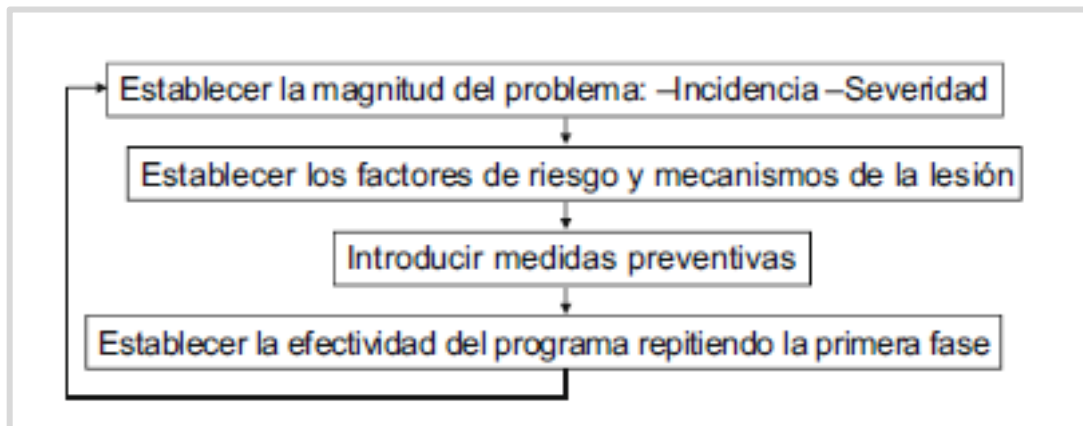 Establecer la magnitud del problema: –Incidencia –Severidad
Establecer los factores de riesgo y mecanismos de la lesión
Introducir medidas preventivas
Establecer la efectividad del programa repitiendo la primera fase